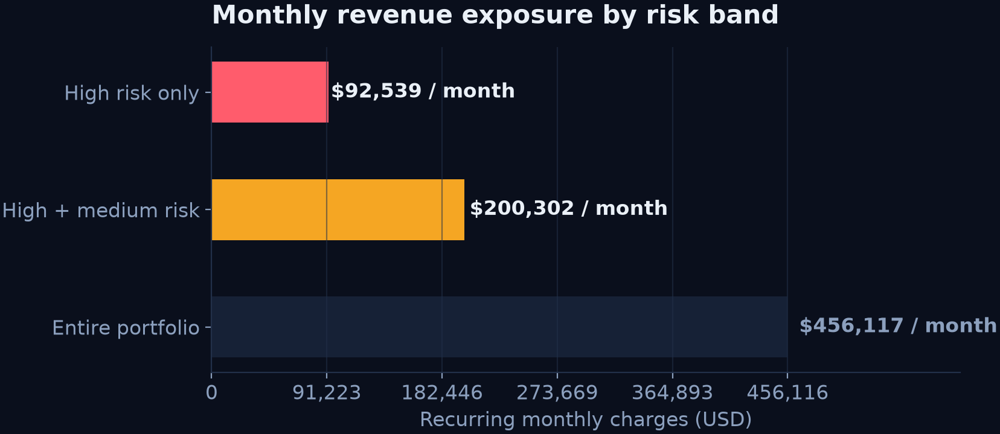 Monthly revenue exposure by risk band
High risk only
$92,539 / month
High + medium risk
$200,302 / month
Entire portfolio
$456,117 / month
0 91,223 182,446 273,669 364,893 456,116
Recurring monthly charges (USD)